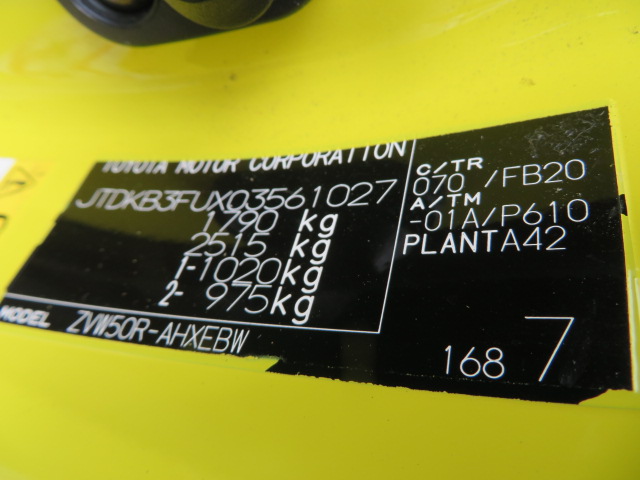 TOYOTA MOTOR CORPORATION
JTDKB3FUX03561027
1790 kg
2515 kg
1-1020kg
2- 975kg
MODEL ZVW50R-AHXEBW
C/TR
070 /FB20
A/TM
-01A/P610
PLANTA42
168 7